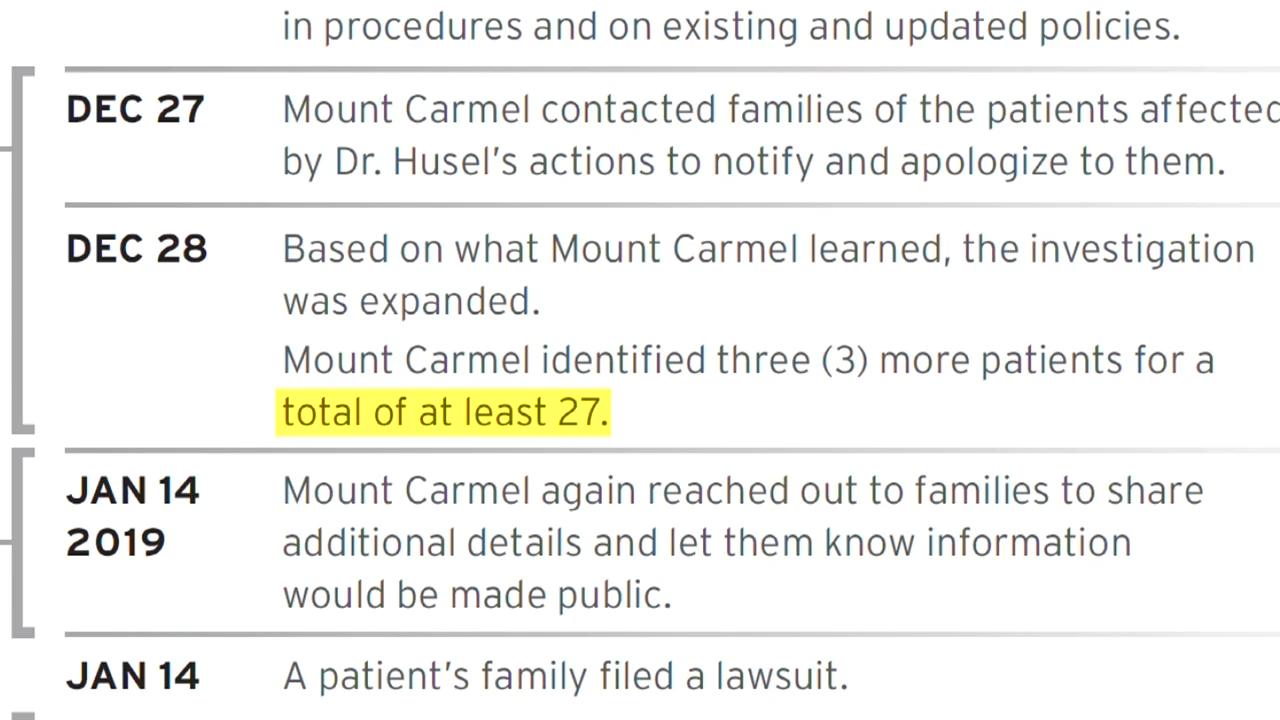 in procedures and on existing and updated policies.
DEC 27
Mount Carmel contacted families of the patients affected
by Dr. Husel's actions to notify and apologize to them.
DEC 28
Based on what Mount Carmel learned, the investigation
was expanded.
Mount Carmel identified three (3) more patients for a
total of at least 27.
JAN 14
2019
Mount Carmel again reached out to families to share
additional details and let them know information
would be made public.
JAN 14
A patient's family filed a lawsuit.